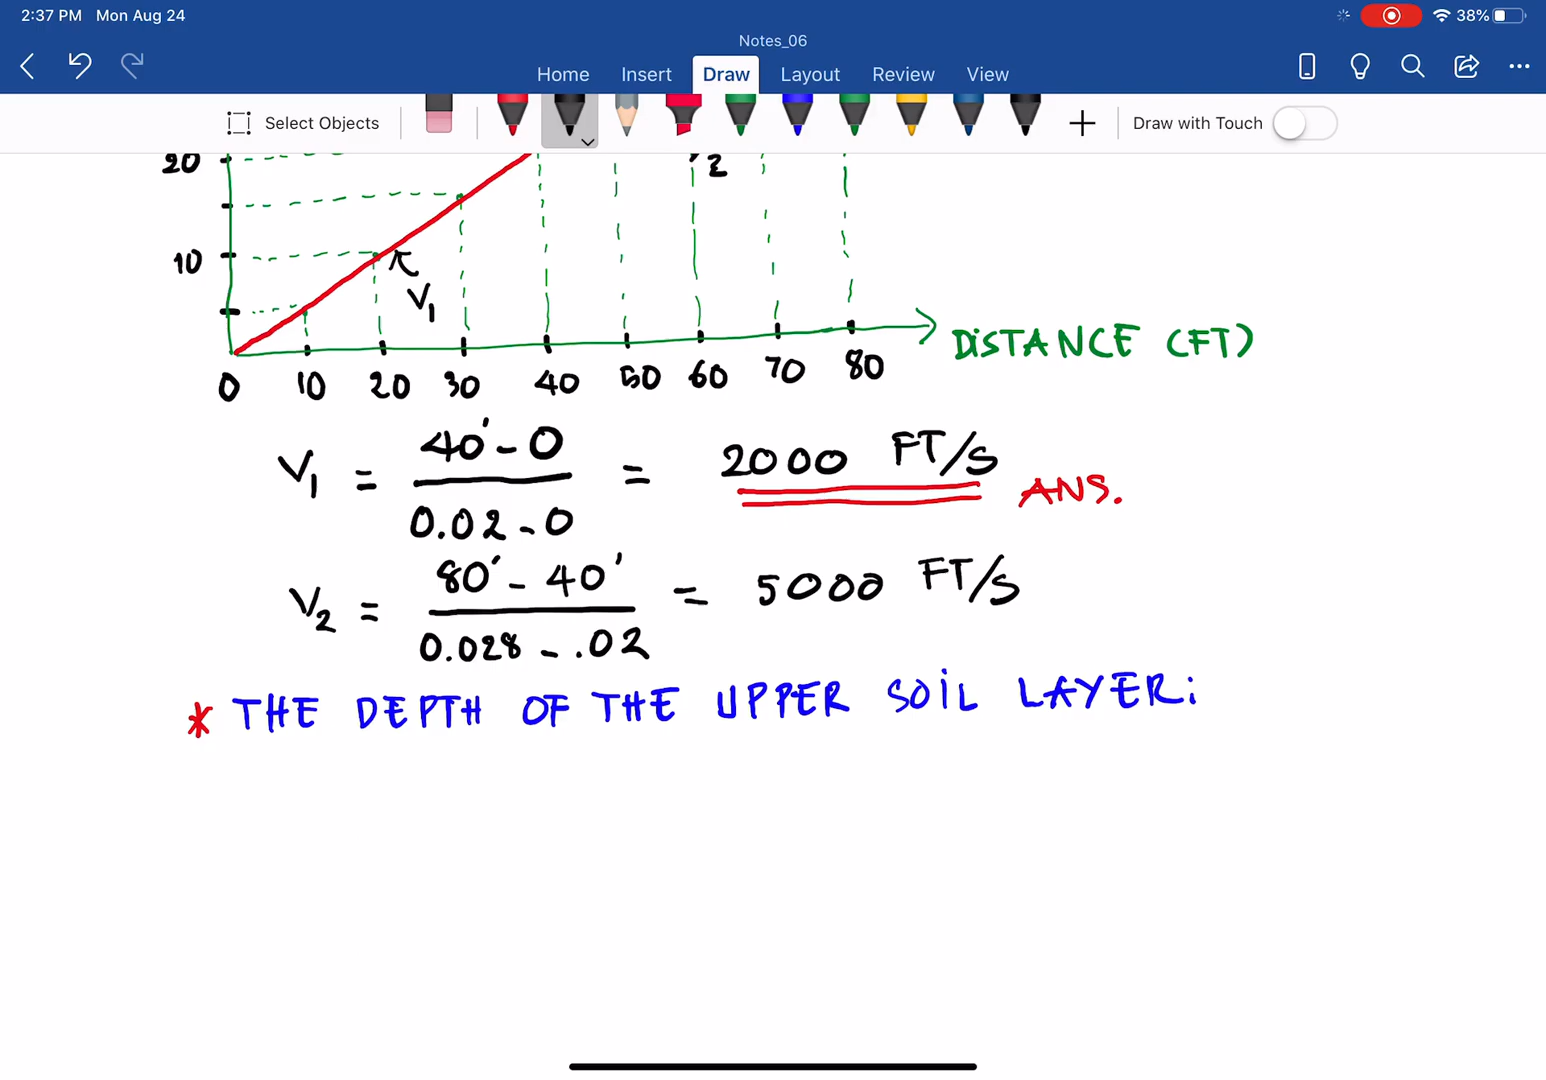 2:37 PM Mon Aug 24 38%
Notes_06
Home Insert Draw Layout Review View
Select Objects Draw with Touch
20 2
10
V1
DiSTANCE (FT)
0 10 20 30 40 50 60 70 80
V1 = 40' - 0 / 0.02 - 0 = 2000 FT/S ANS.
V2 = 80' - 40' / 0.028 - .02 = 5000 FT/S
* THE DEPTH OF THE UPPER SOiL LAYER: